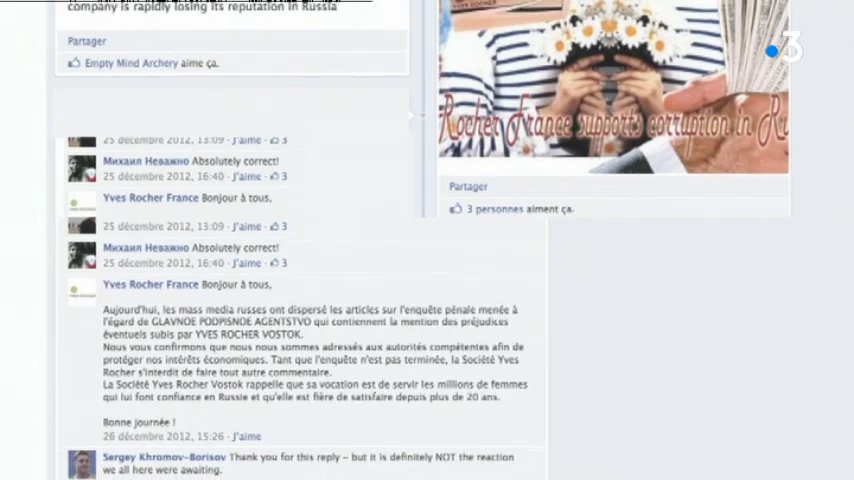 company is rapidly losing its reputation in Russia
Partager
Empty Mind Archery aime ça.
25 décembre 2012, 13:09 · J'aime · 3
Михаил Неважно Absolutely correct!
25 décembre 2012, 16:40 · J'aime · 3
Yves Rocher France Bonjour à tous,
25 décembre 2012, 13:09 · J'aime · 3
Михаил Неважно Absolutely correct!
25 décembre 2012, 16:40 · J'aime · 3
Yves Rocher France Bonjour à tous,
Aujourd'hui, les mass media russes ont dispersé les articles sur l'enquête pénale menée à
l'égard de GLAVNOE PODPISNOE AGENTSTVO qui contiennent la mention des préjudices
éventuels subis par YVES ROCHER VOSTOK.
Nous vous confirmons que nous nous sommes adressés aux autorités compétentes afin de
protéger nos intérêts économiques. Tant que l'enquête n'est pas terminée, la Société Yves
Rocher s'interdit de faire tout autre commentaire.
La Société Yves Rocher Vostok rappelle que sa vocation est de servir les millions de femmes
qui lui font confiance en Russie et qu'elle est fière de satisfaire depuis plus de 20 ans.
Bonne journée !
26 décembre 2012, 15:26 · J'aime
Sergey Khromov-Borisov Thank you for this reply – but it is definitely NOT the reaction
we all here were awaiting.
YVES ROCHER
3
Rocher France supports corruption in Ru
Partager
3 personnes aiment ça.